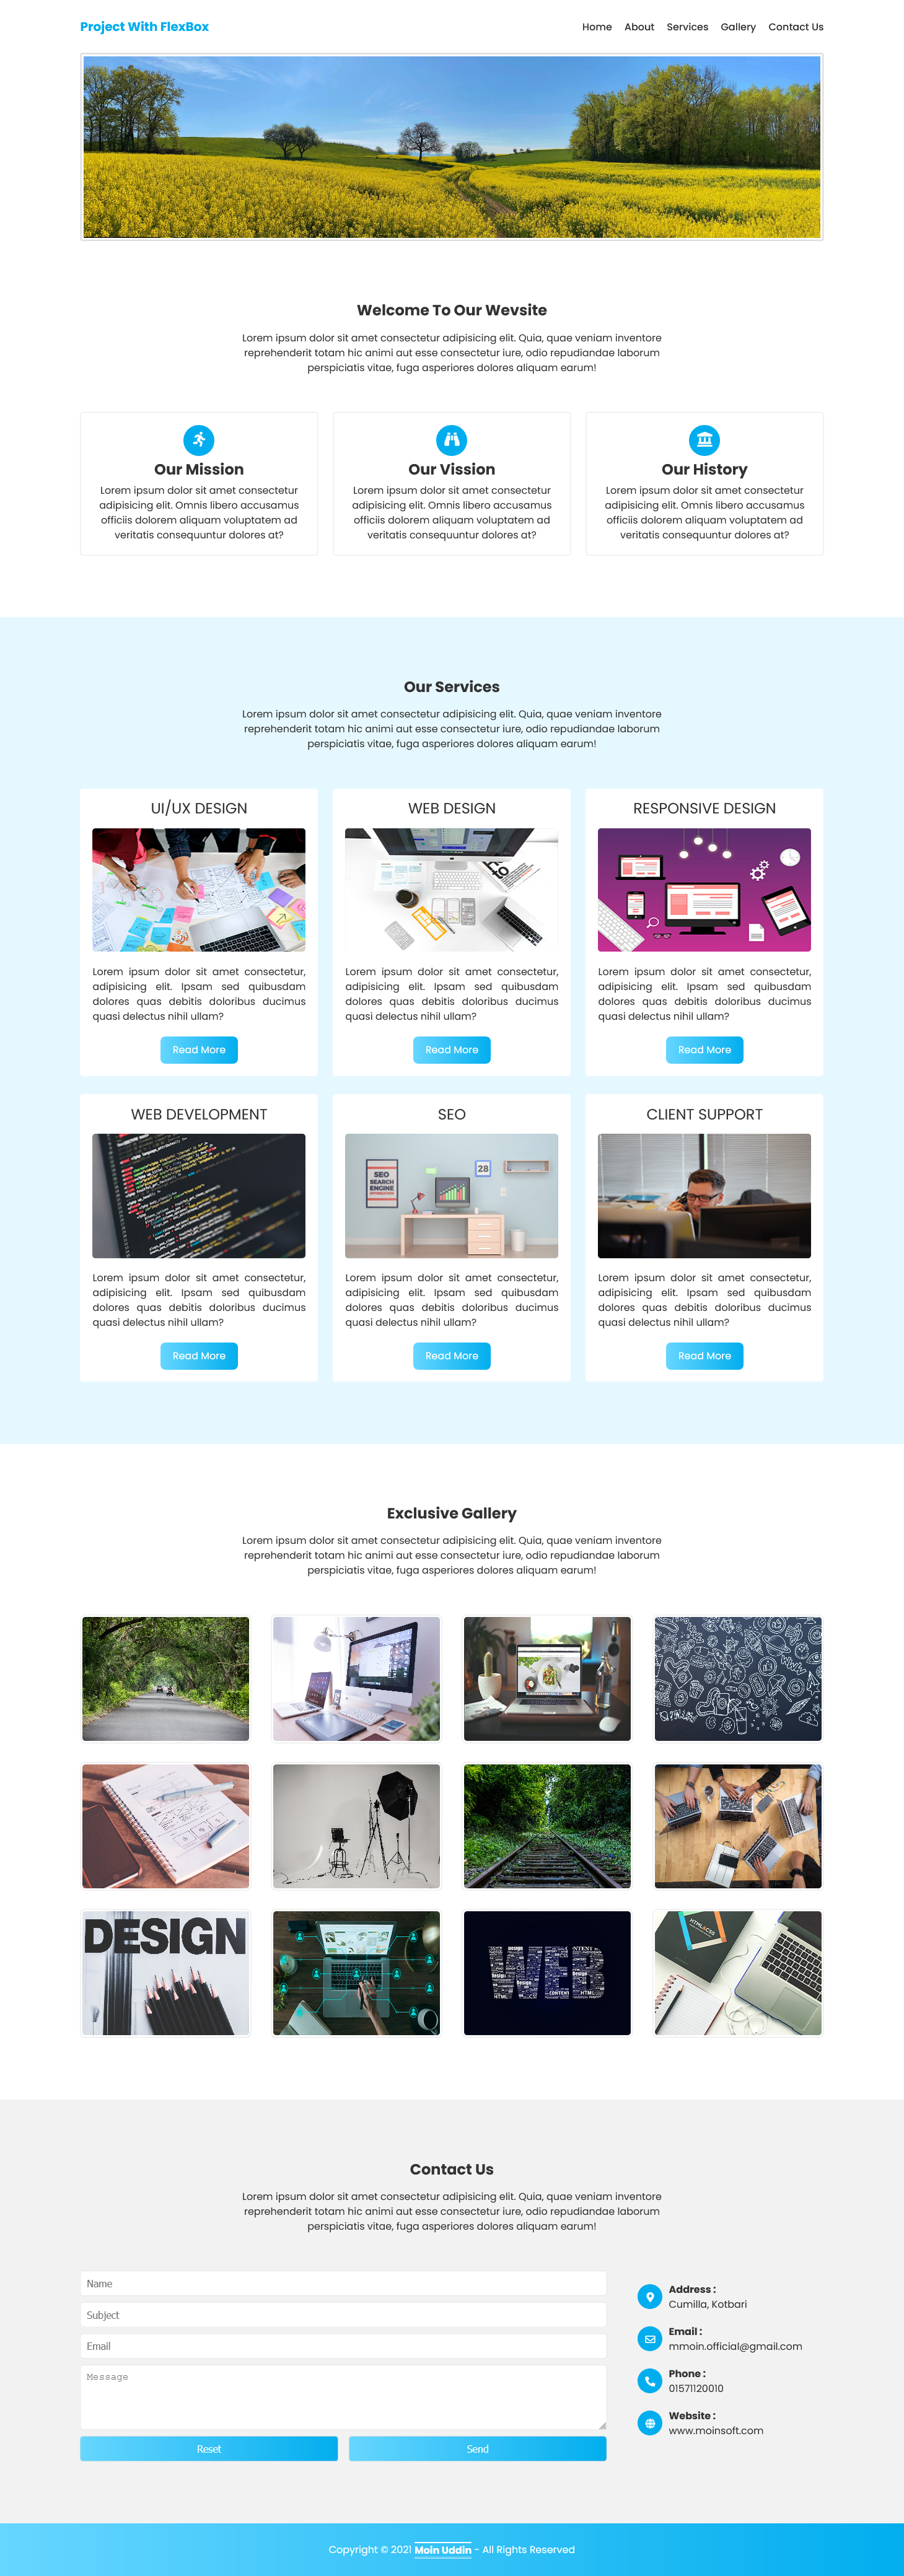 Project With FlexBox
Home About Services Gallery Contact Us
Welcome To Our Wevsite
Lorem ipsum dolor sit amet consectetur adipisicing elit. Quia, quae veniam inventore
reprehenderit totam hic animi aut esse consectetur iure, odio repudiandae laborum
perspiciatis vitae, fuga asperiores dolores aliquam earum!
Our Mission
Lorem ipsum dolor sit amet consectetur
adipisicing elit. Omnis libero accusamus
officiis dolorem aliquam voluptatem ad
veritatis consequuntur dolores at?
Our Vission
Lorem ipsum dolor sit amet consectetur
adipisicing elit. Omnis libero accusamus
officiis dolorem aliquam voluptatem ad
veritatis consequuntur dolores at?
Our History
Lorem ipsum dolor sit amet consectetur
adipisicing elit. Omnis libero accusamus
officiis dolorem aliquam voluptatem ad
veritatis consequuntur dolores at?
Our Services
Lorem ipsum dolor sit amet consectetur adipisicing elit. Quia, quae veniam inventore
reprehenderit totam hic animi aut esse consectetur iure, odio repudiandae laborum
perspiciatis vitae, fuga asperiores dolores aliquam earum!
UI/UX DESIGN
Lorem ipsum dolor sit amet consectetur,
adipisicing elit. Ipsam sed quibusdam
dolores quas debitis doloribus ducimus
quasi delectus nihil ullam?
Read More
WEB DESIGN
Lorem ipsum dolor sit amet consectetur,
adipisicing elit. Ipsam sed quibusdam
dolores quas debitis doloribus ducimus
quasi delectus nihil ullam?
Read More
RESPONSIVE DESIGN
Lorem ipsum dolor sit amet consectetur,
adipisicing elit. Ipsam sed quibusdam
dolores quas debitis doloribus ducimus
quasi delectus nihil ullam?
Read More
WEB DEVELOPMENT
Lorem ipsum dolor sit amet consectetur,
adipisicing elit. Ipsam sed quibusdam
dolores quas debitis doloribus ducimus
quasi delectus nihil ullam?
Read More
SEO
SEO
SEARCH
ENGINE
28
Lorem ipsum dolor sit amet consectetur,
adipisicing elit. Ipsam sed quibusdam
dolores quas debitis doloribus ducimus
quasi delectus nihil ullam?
Read More
CLIENT SUPPORT
Lorem ipsum dolor sit amet consectetur,
adipisicing elit. Ipsam sed quibusdam
dolores quas debitis doloribus ducimus
quasi delectus nihil ullam?
Read More
Exclusive Gallery
Lorem ipsum dolor sit amet consectetur adipisicing elit. Quia, quae veniam inventore
reprehenderit totam hic animi aut esse consectetur iure, odio repudiandae laborum
perspiciatis vitae, fuga asperiores dolores aliquam earum!
DESIGN
WEB
HTML&CSS
Contact Us
Lorem ipsum dolor sit amet consectetur adipisicing elit. Quia, quae veniam inventore
reprehenderit totam hic animi aut esse consectetur iure, odio repudiandae laborum
perspiciatis vitae, fuga asperiores dolores aliquam earum!
Name
Subject
Email
Message
Reset
Send
Address :
Cumilla, Kotbari
Email :
mmoin.official@gmail.com
Phone :
01571120010
Website :
www.moinsoft.com
Copyright © 2021 Moin Uddin - All Rights Reserved